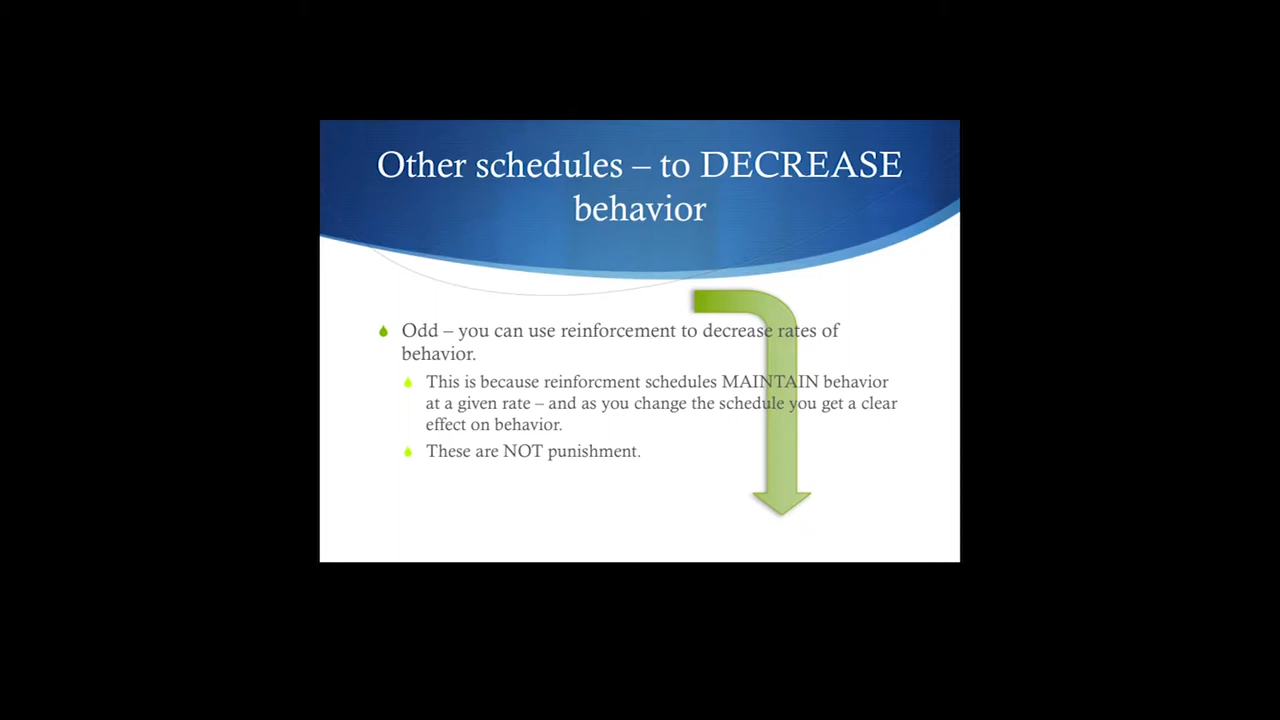 Other schedules – to DECREASE
behavior
Odd – you can use reinforcement to decrease rates of
behavior.
This is because reinforcment schedules MAINTAIN behavior
at a given rate – and as you change the schedule you get a clear
effect on behavior.
These are NOT punishment.